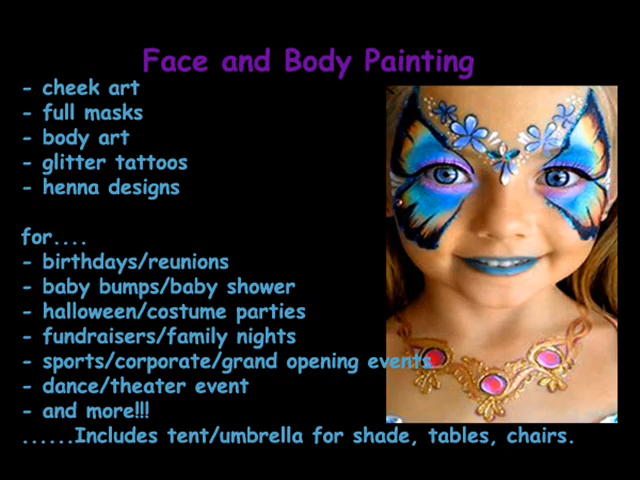 Face and Body Painting
- cheek art
- full masks
- body art
- glitter tattoos
- henna designs
for....
- birthdays/reunions
- baby bumps/baby shower
- halloween/costume parties
- fundraisers/family nights
- sports/corporate/grand opening events
- dance/theater event
- and more!!!
......Includes tent/umbrella for shade, tables, chairs.